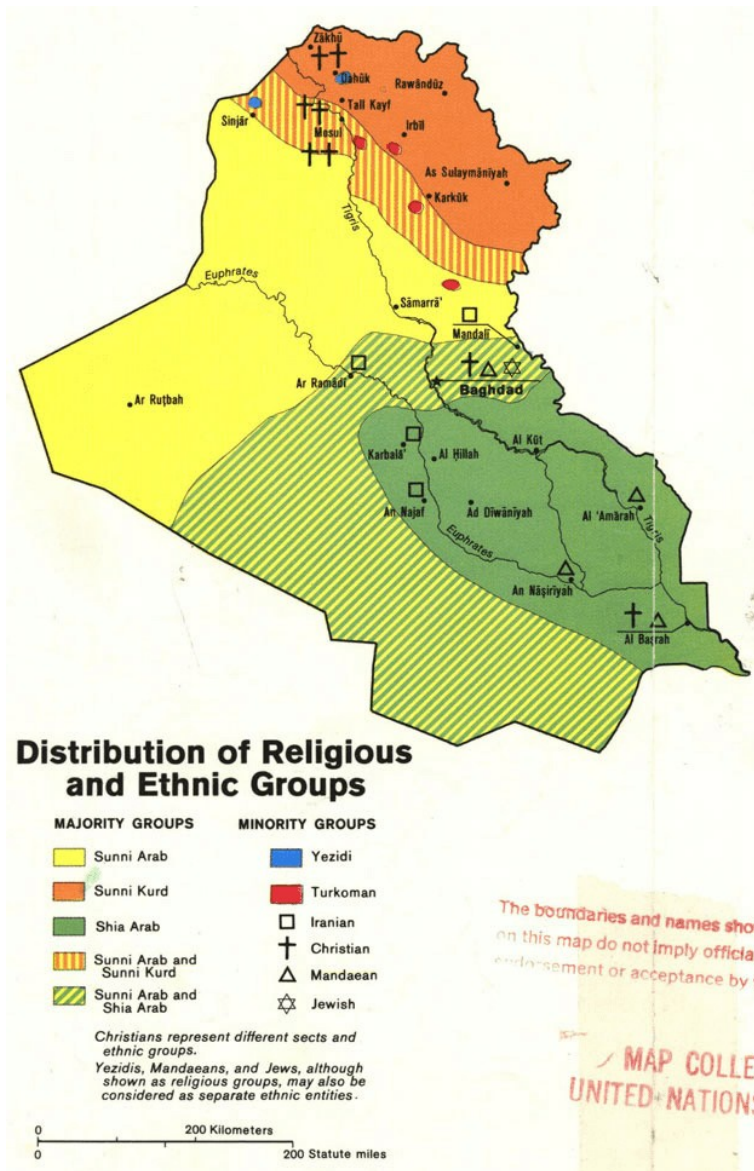 Zākhū
Dahūk
Rawāndūz
Tall Kayf
Sinjār
Mosul
Irbīl
As Sulaymānīyah
Karkūk
Tigris
Euphrates
Sāmarrā'
Mandalī
Ar Ramādī
Baghdad
Ar Ruţbah
Karbalā'
Al Ḥillah
Al Kūt
An Najaf
Ad Dīwānīyah
Al 'Amārah
Tigris
Euphrates
An Nāşirīyah
Al Başrah
Distribution of Religious
and Ethnic Groups
MAJORITY GROUPS
Sunni Arab
Sunni Kurd
Shia Arab
Sunni Arab and
Sunni Kurd
Sunni Arab and
Shia Arab
MINORITY GROUPS
Yezidi
Turkoman
Iranian
Christian
Mandaean
Jewish
Christians represent different sects and
ethnic groups.
Yezidis, Mandaeans, and Jews, although
shown as religious groups, may also be
considered as separate ethnic entities.
0 200 Kilometers
0 200 Statute miles
The boundaries and names sho
on this map do not imply officia
endorsement or acceptance by
MAP COLLE
UNITED NATIONS